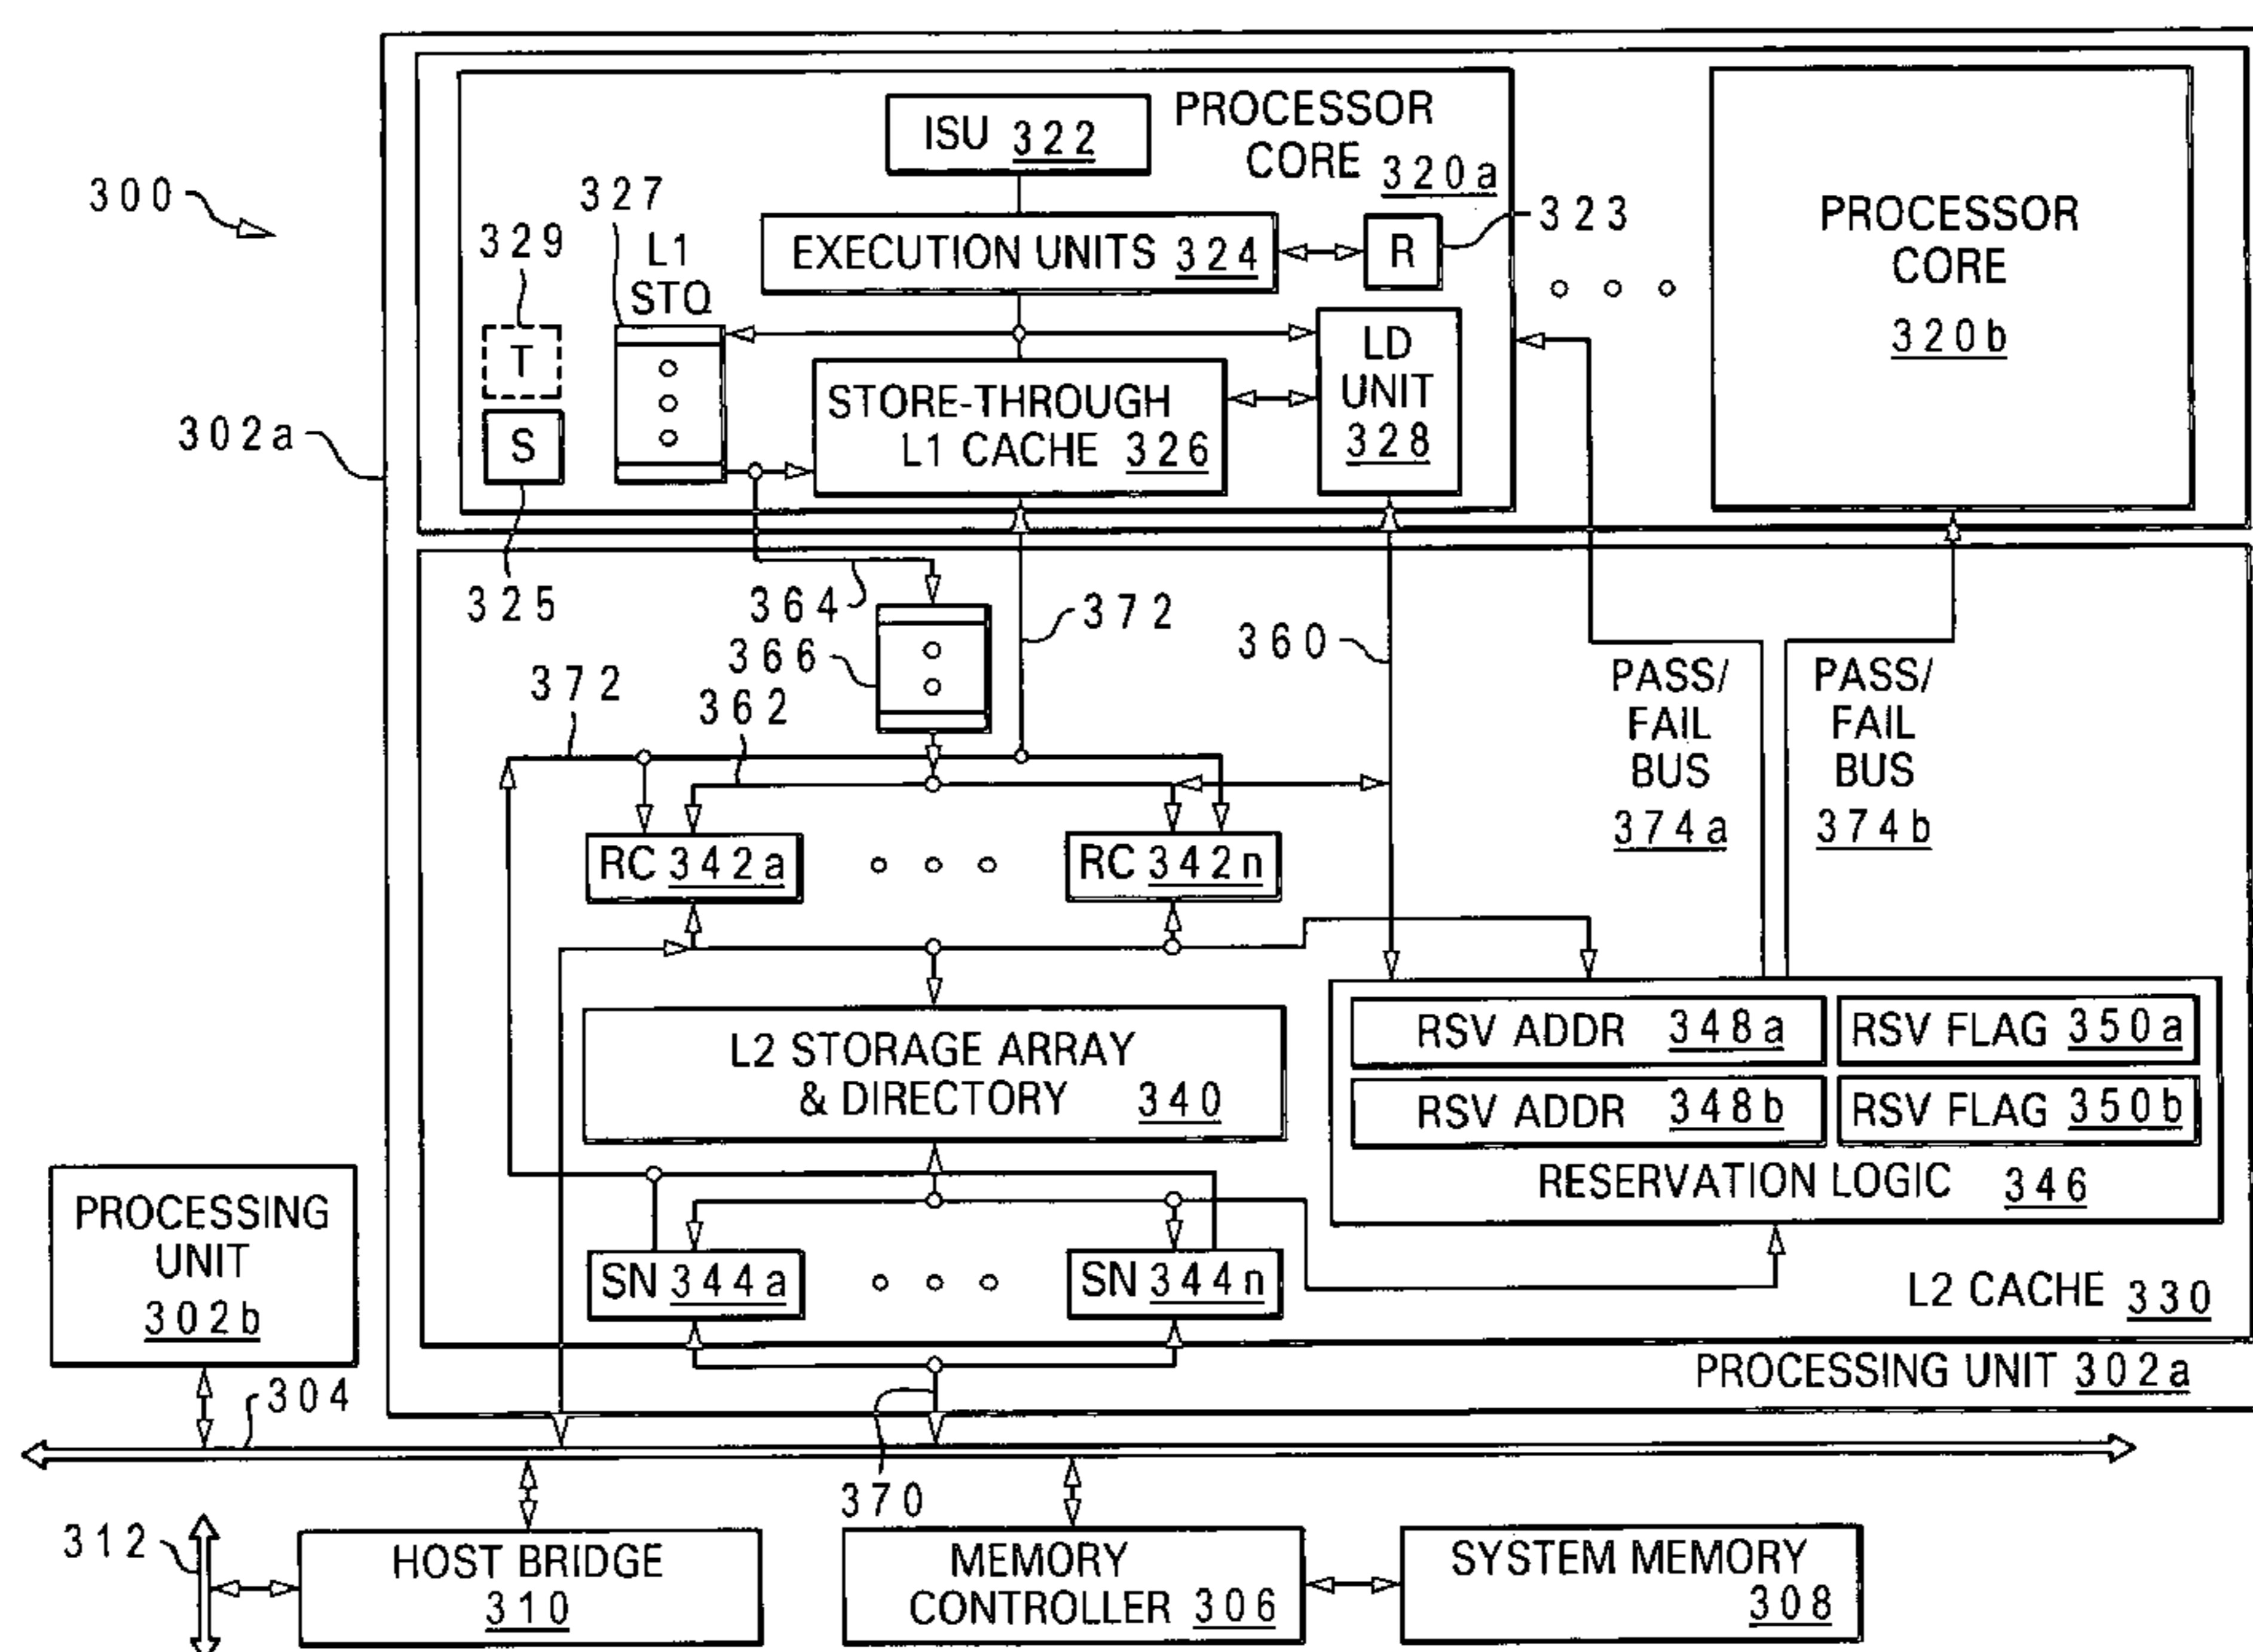 300
302a
ISU 322
PROCESSOR
CORE 320a
327
329
L1
STQ
EXECUTION UNITS 324
R
323
PROCESSOR
CORE
320b
T
S
325
STORE-THROUGH
L1 CACHE 326
LD
UNIT
328
364
366
372
360
372
362
PASS/
FAIL
BUS
374a
PASS/
FAIL
BUS
374b
RC 342a
RC 342n
L2 STORAGE ARRAY
& DIRECTORY 340
RSV ADDR 348a
RSV FLAG 350a
RSV ADDR 348b
RSV FLAG 350b
RESERVATION LOGIC 346
SN 344a
SN 344n
L2 CACHE 330
PROCESSING UNIT 302a
PROCESSING
UNIT
302b
304
370
312
HOST BRIDGE
310
MEMORY
CONTROLLER 306
SYSTEM MEMORY
308